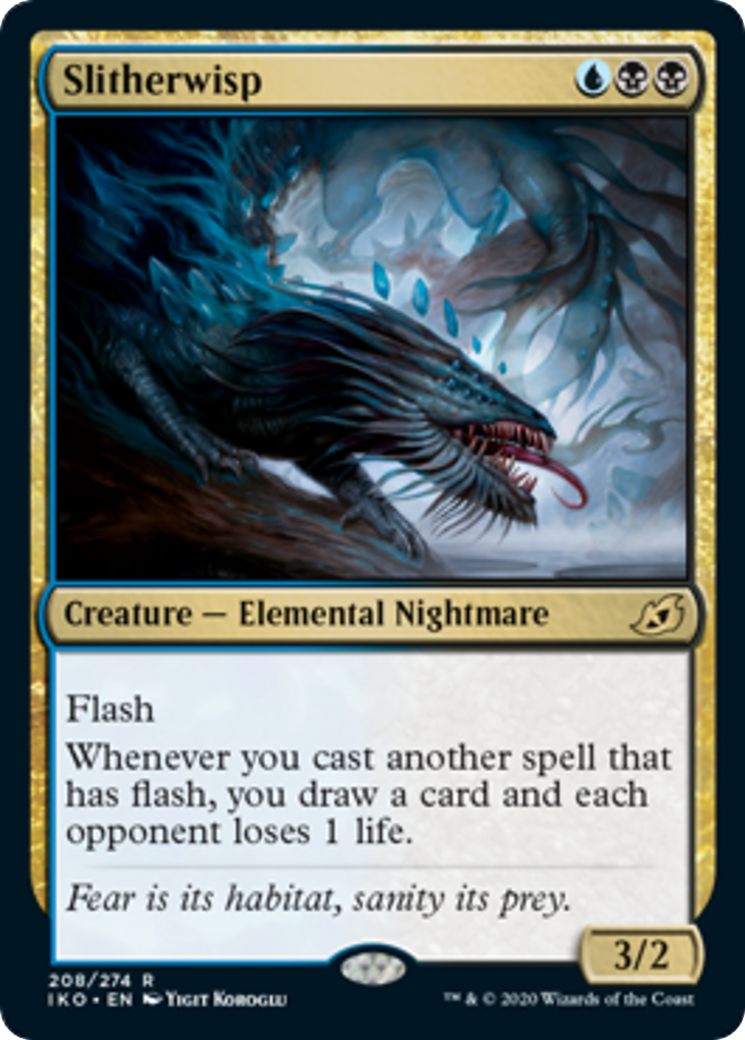 Slitherwisp
Creature — Elemental Nightmare
Flash
Whenever you cast another spell that
has flash, you draw a card and each
opponent loses 1 life.
Fear is its habitat, sanity its prey.
3/2
208/274 R
IKO • EN Yigit Koroglu
™ & © 2020 Wizards of the Coast